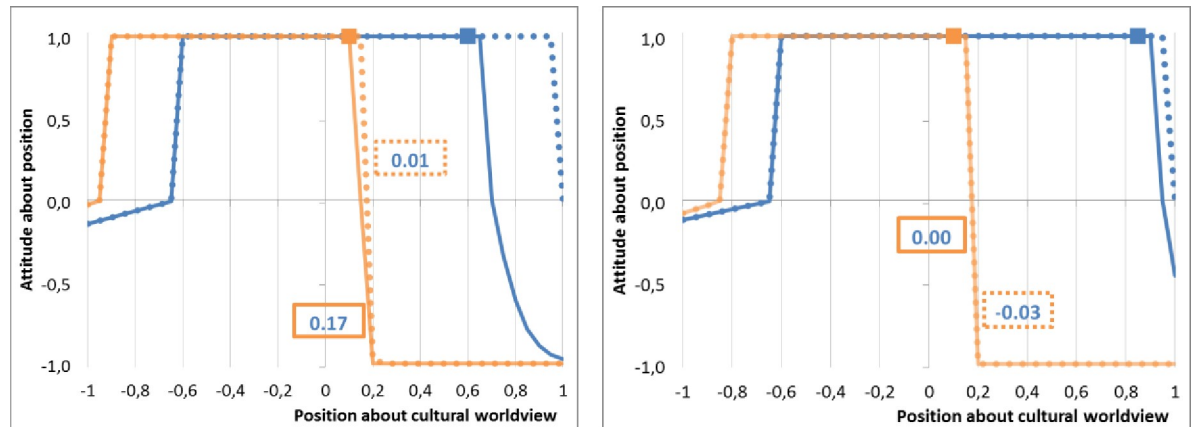 1,0
0,5
0,0
-0,5
-1,0
Attitude about position
0.01
0.17
-1 -0,8 -0,6 -0,4 -0,2 0 0,2 0,4 0,6 0,8 1
Position about cultural worldview
1,0
0,5
0,0
-0,5
-1,0
Attitude about position
0.00
-0.03
-1 -0,8 -0,6 -0,4 -0,2 0 0,2 0,4 0,6 0,8 1
Position about cultural worldview